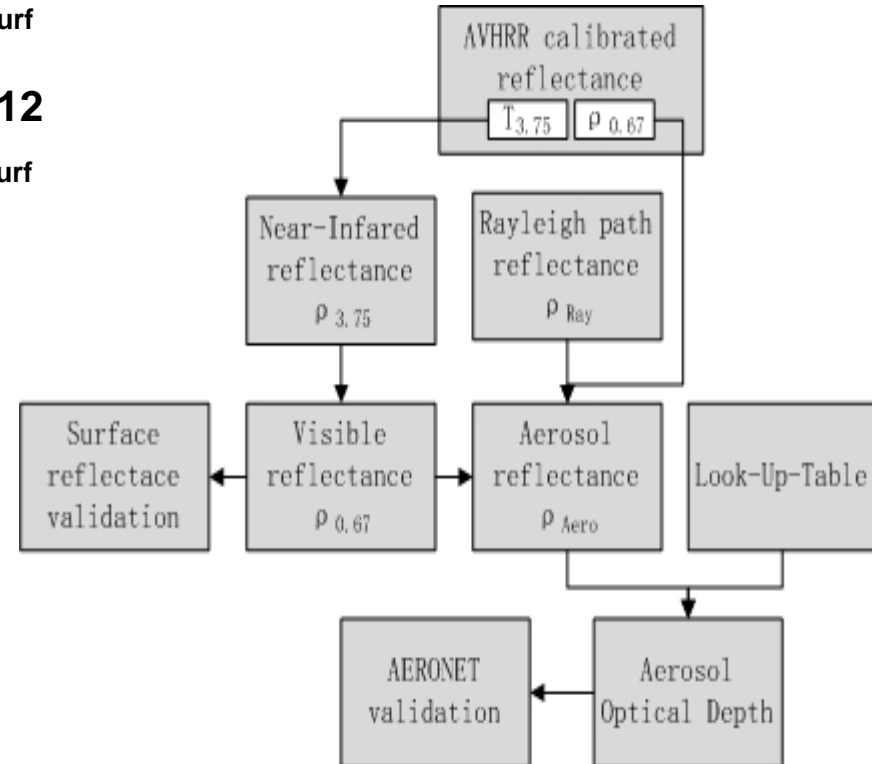 urf
12
urf
AVHRR calibrated
reflectance
T3.75 ρ 0.67
Near-Infared
reflectance
ρ 3.75
Rayleigh path
reflectance
ρ Ray
Surface
reflectace
validation
Visible
reflectance
ρ 0.67
Aerosol
reflectance
ρ Aero
Look-Up-Table
AERONET
validation
Aerosol
Optical Depth